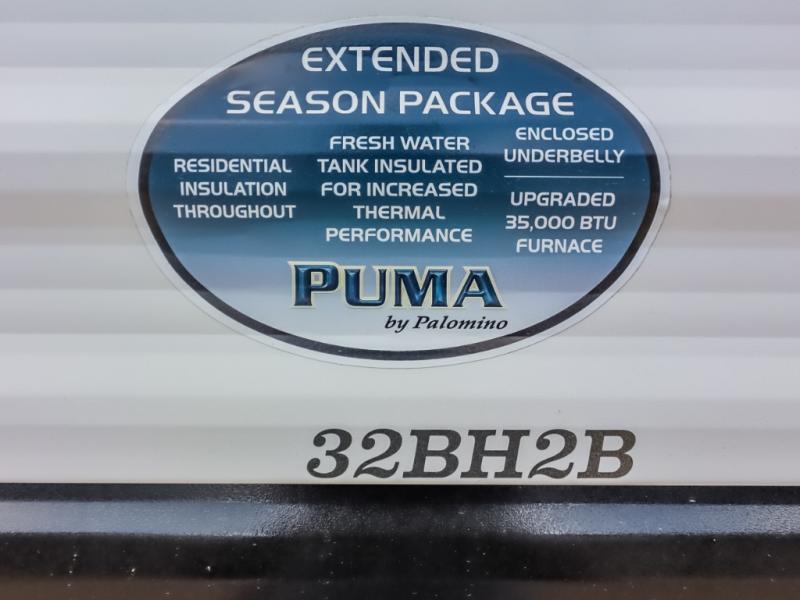 EXTENDED
SEASON PACKAGE
RESIDENTIAL
INSULATION
THROUGHOUT
FRESH WATER
TANK INSULATED
FOR INCREASED
THERMAL
PERFORMANCE
ENCLOSED
UNDERBELLY
UPGRADED
35,000 BTU
FURNACE
PUMA
by Palomino
32BH2B